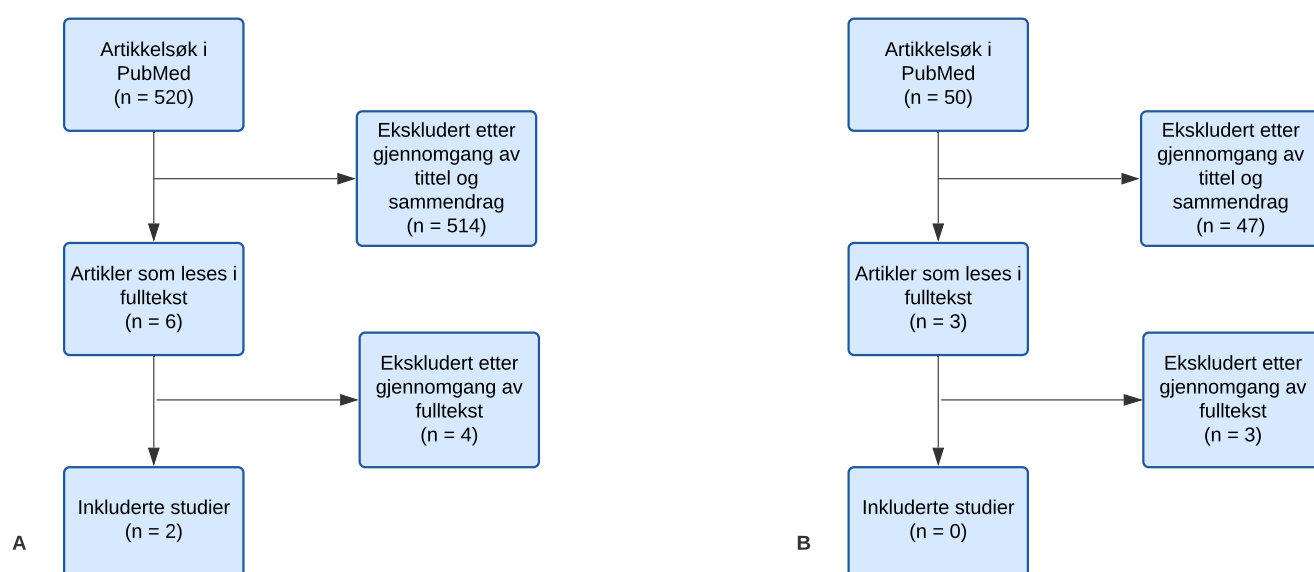 Artikkelsøk i
PubMed
(n = 520)
Ekskludert etter
gjennomgang av
tittel og
sammendrag
(n = 514)
Artikler som leses i
fulltekst
(n = 6)
Ekskludert etter
gjennomgang av
fulltekst
(n = 4)
Inkluderte studier
(n = 2)
A
Artikkelsøk i
PubMed
(n = 50)
Ekskludert etter
gjennomgang av
tittel og
sammendrag
(n = 47)
Artikler som leses i
fulltekst
(n = 3)
Ekskludert etter
gjennomgang av
fulltekst
(n = 3)
Inkluderte studier
(n = 0)
B